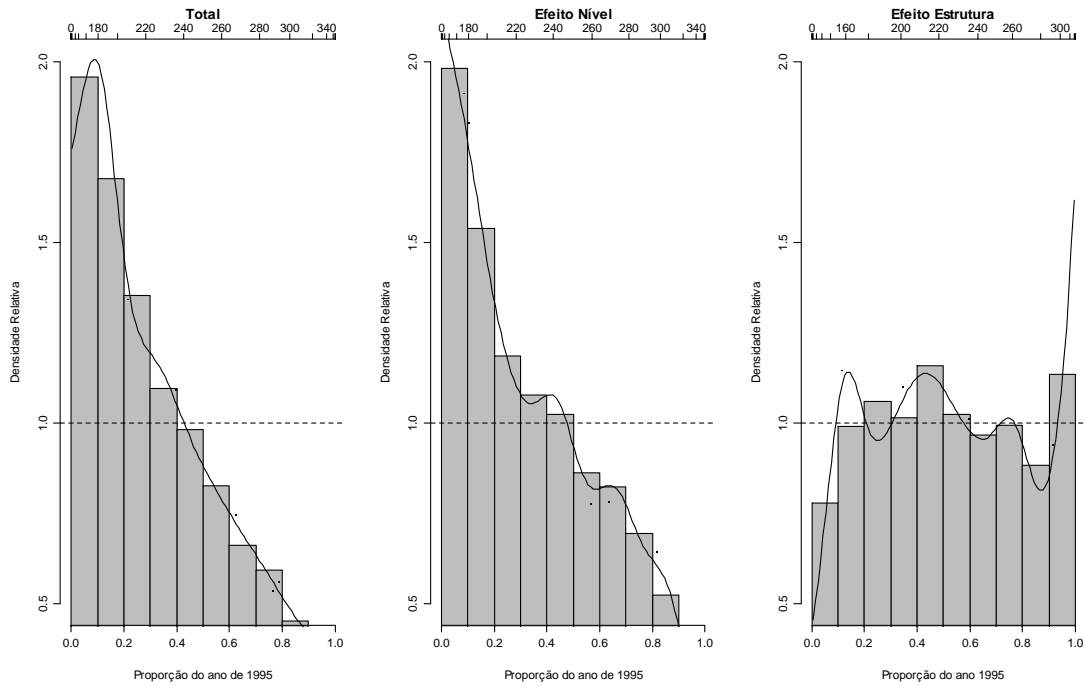 Total
0 180 220 240 260 280 300 320 340
2.0
1.5
1.0
0.5
Densidade Relativa
0.0 0.2 0.4 0.6 0.8 1.0
Proporção do ano de 1995
Efeito Nível
0 180 220 240 260 280 300 340
2.0
1.5
1.0
0.5
Densidade Relativa
0.0 0.2 0.4 0.6 0.8 1.0
Proporção do ano de 1995
Efeito Estrutura
0 160 200 220 240 260 300
2.0
1.5
1.0
0.5
Densidade Relativa
0.0 0.2 0.4 0.6 0.8 1.0
Proporção do ano 1995